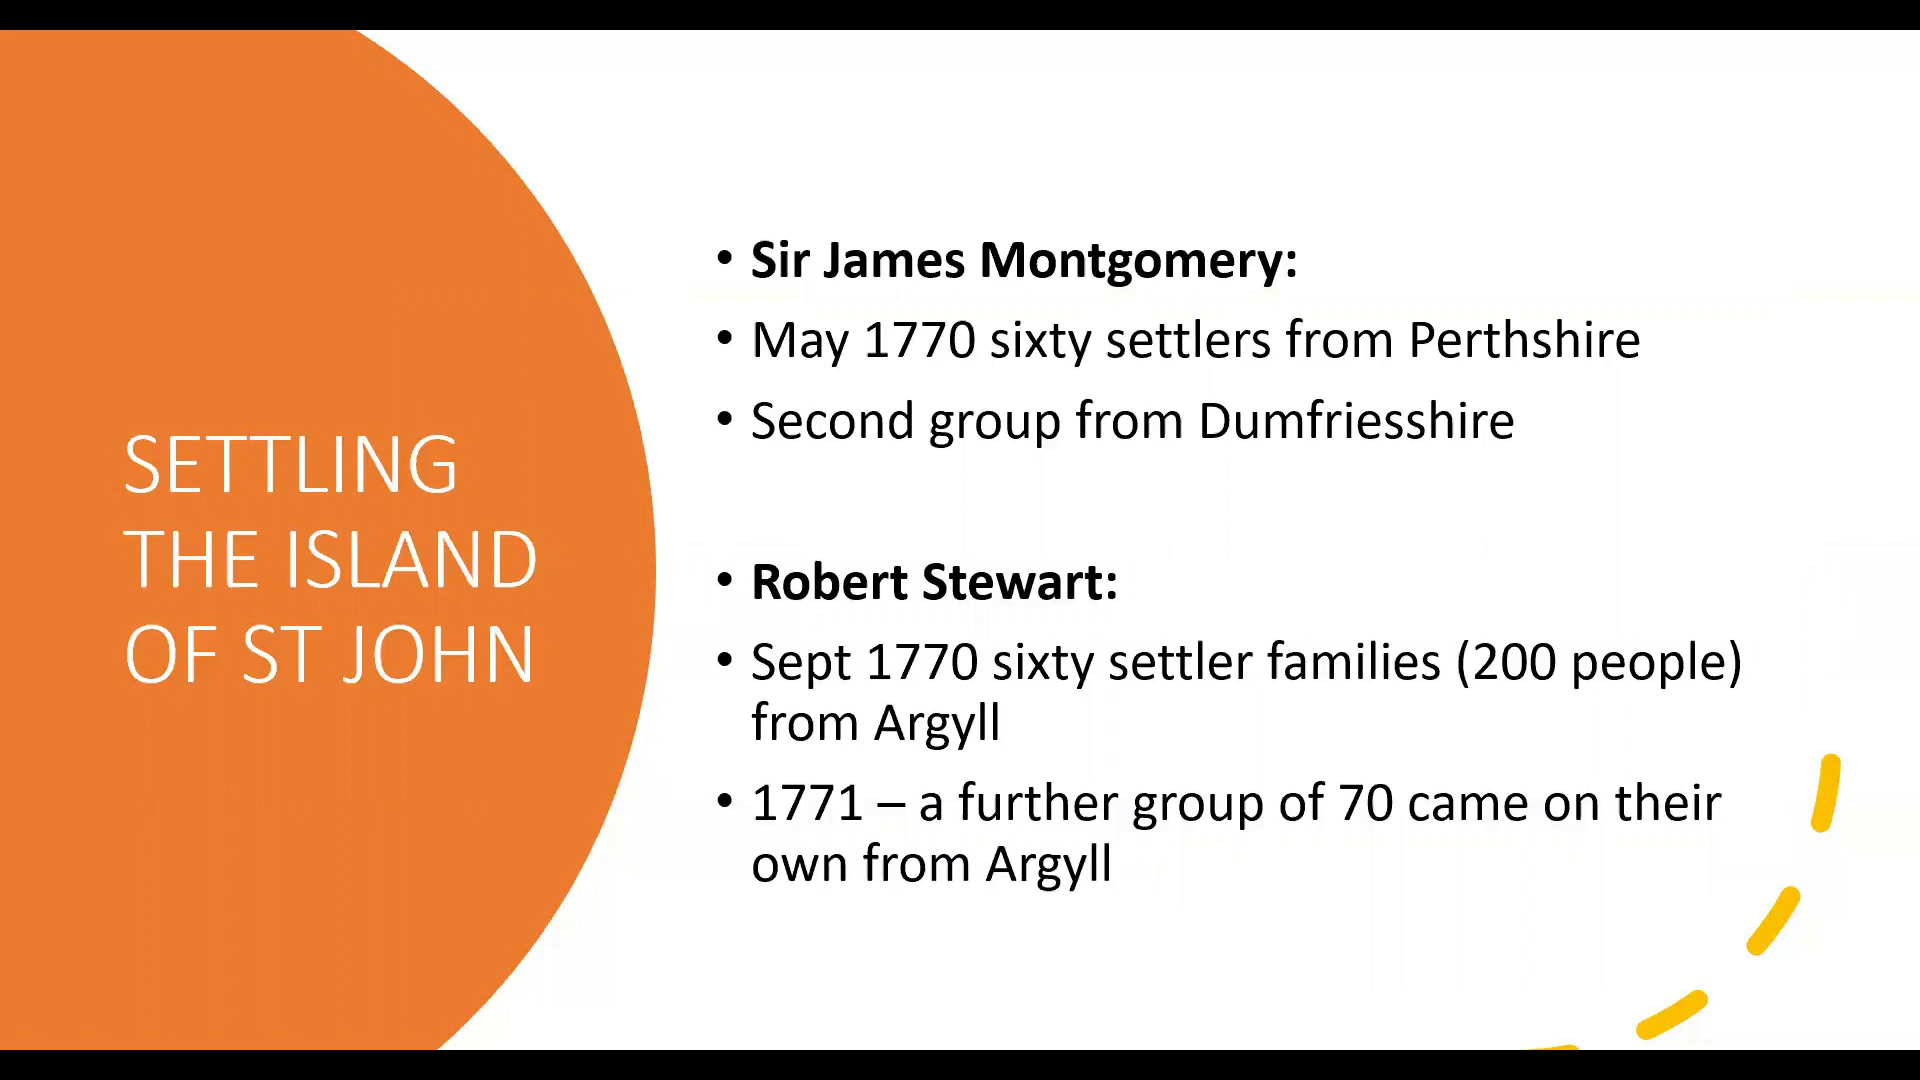 SETTLING
THE ISLAND
OF ST JOHN
• Sir James Montgomery:
• May 1770 sixty settlers from Perthshire
• Second group from Dumfriesshire
• Robert Stewart:
• Sept 1770 sixty settler families (200 people)
from Argyll
• 1771 – a further group of 70 came on their
own from Argyll